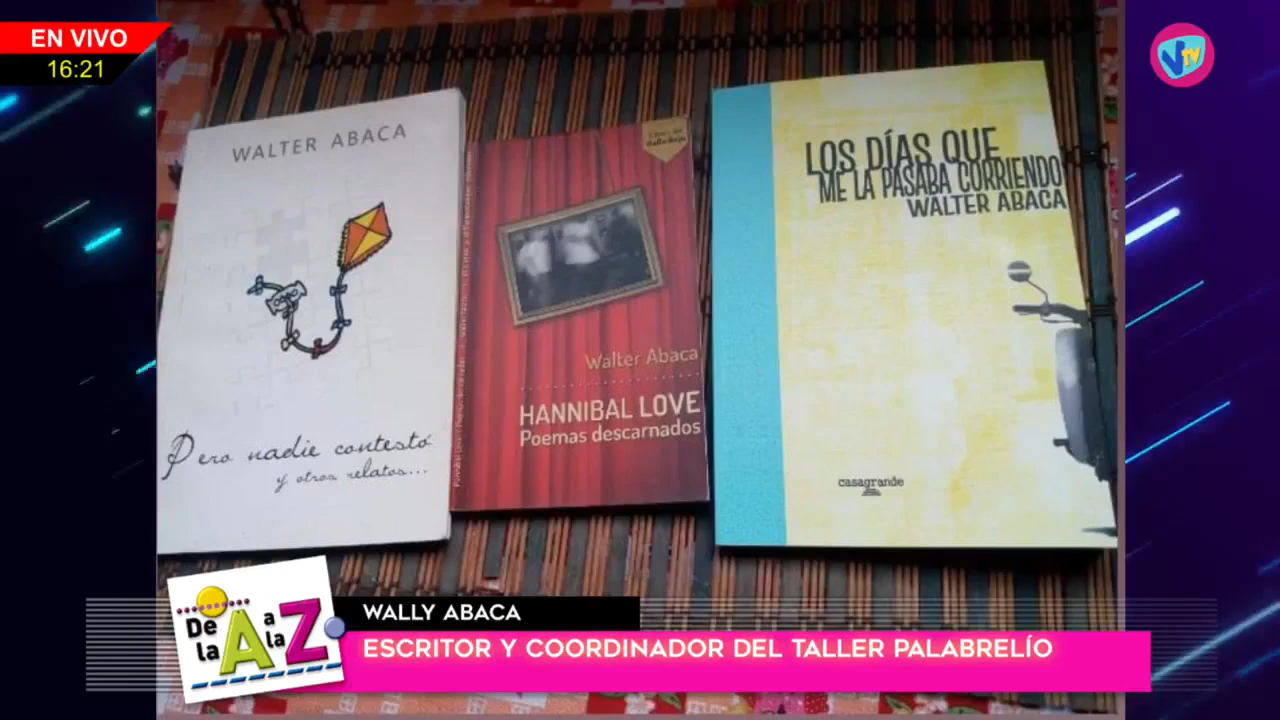 EN VIVO
16:21
VTV
WALTER ABACA
Pero nadie contestó
y otros relatos...
Walter Abaca
HANNIBAL LOVE
Poemas descarnados
LOS DÍAS QUE
ME LA PASABA CORRIENDO
WALTER ABACA
casagrande
De la A a la Z
WALLY ABACA
ESCRITOR Y COORDINADOR DEL TALLER PALABRELÍO